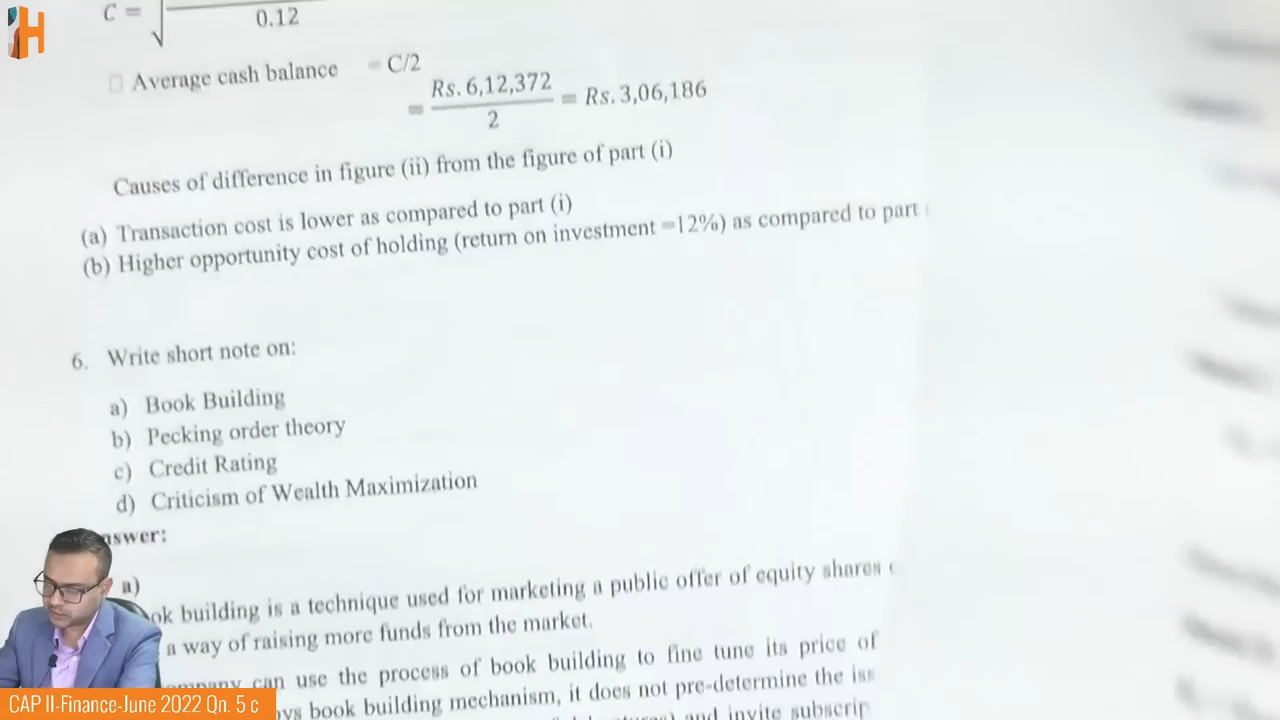 H
C = √
0.12
Average cash balance = C/2
= Rs. 6,12,372 / 2 = Rs. 3,06,186
Causes of difference in figure (ii) from the figure of part (i)
(a) Transaction cost is lower as compared to part (i)
(b) Higher opportunity cost of holding (return on investment =12%) as compared to part
6. Write short note on:
a) Book Building
b) Pecking order theory
c) Credit Rating
d) Criticism of Wealth Maximization
nswer:
a)
ok building is a technique used for marketing a public offer of equity shares
a way of raising more funds from the market.
can use the process of book building to fine tune its price of
ys book building mechanism, it does not pre-determine the iss
and invite subscrip
CAP II-Finance-June 2022 Qn. 5 c